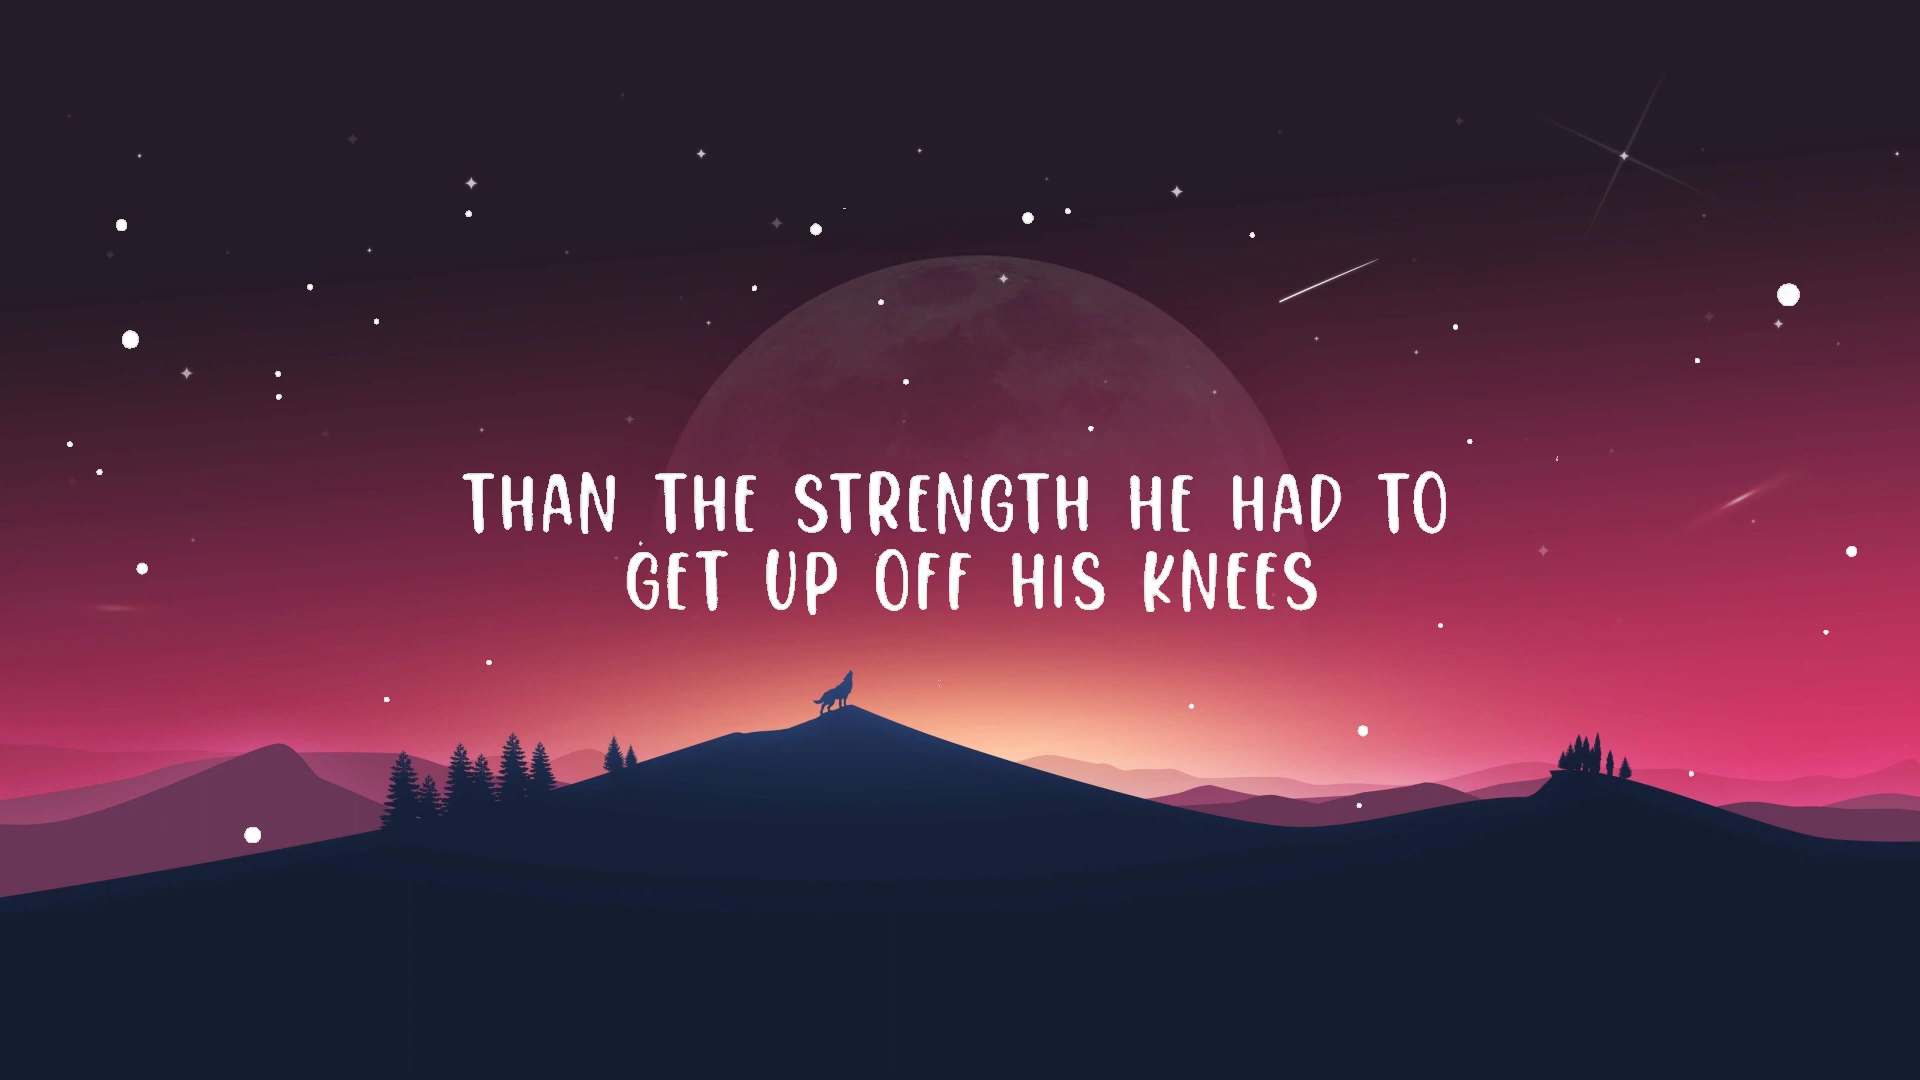 THAN THE STRENGTH HE HAD TO
GET UP OFF HIS KNEES